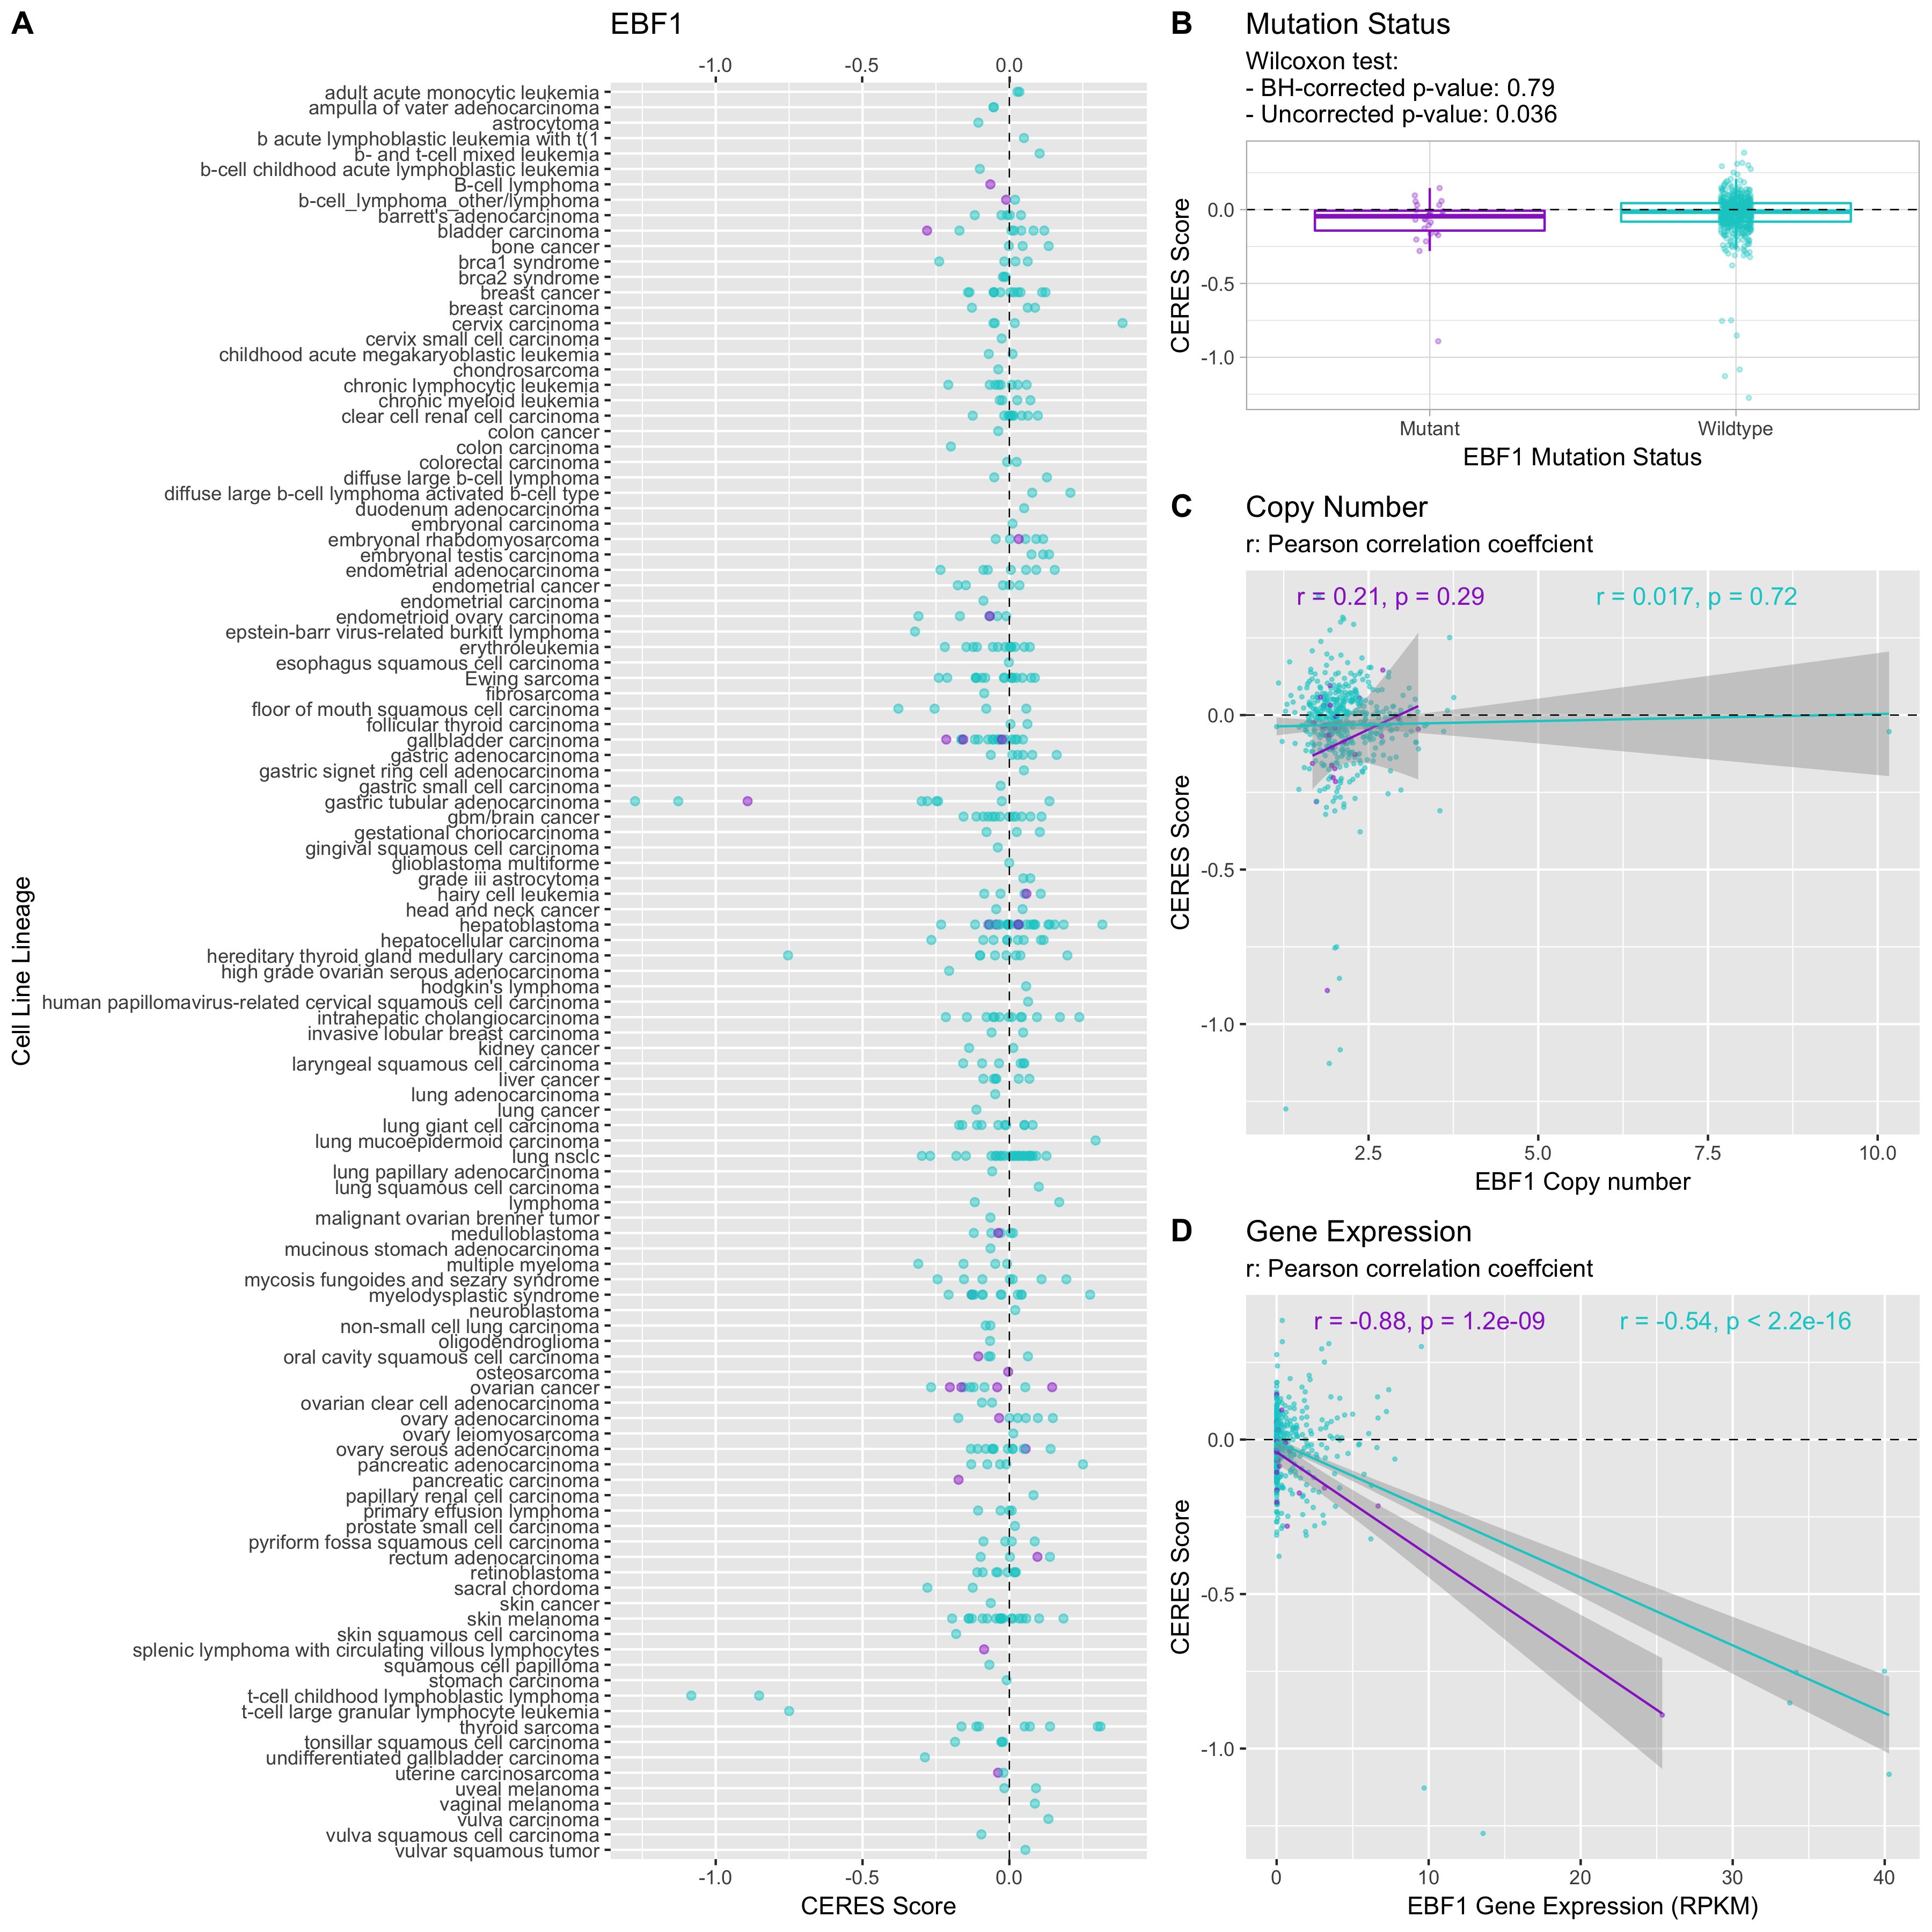 A
EBF1
-1.0 -0.5 0.0
adult acute monocytic leukemia
ampulla of vater adenocarcinoma
astrocytoma
b acute lymphoblastic leukemia with t(1
b- and t-cell mixed leukemia
b-cell childhood acute lymphoblastic leukemia
B-cell lymphoma
b-cell_lymphoma_other/lymphoma
barrett's adenocarcinoma
bladder carcinoma
bone cancer
brca1 syndrome
brca2 syndrome
breast cancer
breast carcinoma
cervix carcinoma
cervix small cell carcinoma
childhood acute megakaryoblastic leukemia
chondrosarcoma
chronic lymphocytic leukemia
chronic myeloid leukemia
clear cell renal cell carcinoma
colon cancer
colon carcinoma
colorectal carcinoma
diffuse large b-cell lymphoma
diffuse large b-cell lymphoma activated b-cell type
duodenum adenocarcinoma
embryonal carcinoma
embryonal rhabdomyosarcoma
embryonal testis carcinoma
endometrial adenocarcinoma
endometrial cancer
endometrial carcinoma
endometrioid ovary carcinoma
epstein-barr virus-related burkitt lymphoma
erythroleukemia
esophagus squamous cell carcinoma
Ewing sarcoma
fibrosarcoma
floor of mouth squamous cell carcinoma
follicular thyroid carcinoma
gallbladder carcinoma
gastric adenocarcinoma
gastric signet ring cell adenocarcinoma
gastric small cell carcinoma
gastric tubular adenocarcinoma
gbm/brain cancer
gestational choriocarcinoma
gingival squamous cell carcinoma
glioblastoma multiforme
grade iii astrocytoma
hairy cell leukemia
head and neck cancer
hepatoblastoma
hepatocellular carcinoma
hereditary thyroid gland medullary carcinoma
high grade ovarian serous adenocarcinoma
hodgkin's lymphoma
human papillomavirus-related cervical squamous cell carcinoma
intrahepatic cholangiocarcinoma
invasive lobular breast carcinoma
kidney cancer
laryngeal squamous cell carcinoma
liver cancer
lung adenocarcinoma
lung cancer
lung giant cell carcinoma
lung mucoepidermoid carcinoma
lung nsclc
lung papillary adenocarcinoma
lung squamous cell carcinoma
lymphoma
malignant ovarian brenner tumor
medulloblastoma
mucinous stomach adenocarcinoma
multiple myeloma
mycosis fungoides and sezary syndrome
myelodysplastic syndrome
neuroblastoma
non-small cell lung carcinoma
oligodendroglioma
oral cavity squamous cell carcinoma
osteosarcoma
ovarian cancer
ovarian clear cell adenocarcinoma
ovary adenocarcinoma
ovary leiomyosarcoma
ovary serous adenocarcinoma
pancreatic adenocarcinoma
pancreatic carcinoma
papillary renal cell carcinoma
primary effusion lymphoma
prostate small cell carcinoma
pyriform fossa squamous cell carcinoma
rectum adenocarcinoma
retinoblastoma
sacral chordoma
skin cancer
skin melanoma
skin squamous cell carcinoma
splenic lymphoma with circulating villous lymphocytes
squamous cell papilloma
stomach carcinoma
t-cell childhood lymphoblastic lymphoma
t-cell large granular lymphocyte leukemia
thyroid sarcoma
tonsillar squamous cell carcinoma
undifferentiated gallbladder carcinoma
uterine carcinosarcoma
uveal melanoma
vaginal melanoma
vulva carcinoma
vulva squamous cell carcinoma
vulvar squamous tumor
-1.0 -0.5 0.0
CERES Score
Cell Line Lineage
B
Mutation Status
Wilcoxon test:
- BH-corrected p-value: 0.79
- Uncorrected p-value: 0.036
0.0
-0.5
-1.0
CERES Score
Mutant Wildtype
EBF1 Mutation Status
C
Copy Number
r: Pearson correlation coeffcient
r = 0.21, p = 0.29 r = 0.017, p = 0.72
0.0
-0.5
-1.0
CERES Score
2.5 5.0 7.5 10.0
EBF1 Copy number
D
Gene Expression
r: Pearson correlation coeffcient
r = -0.88, p = 1.2e-09 r = -0.54, p < 2.2e-16
0.0
-0.5
-1.0
CERES Score
0 10 20 30 40
EBF1 Gene Expression (RPKM)